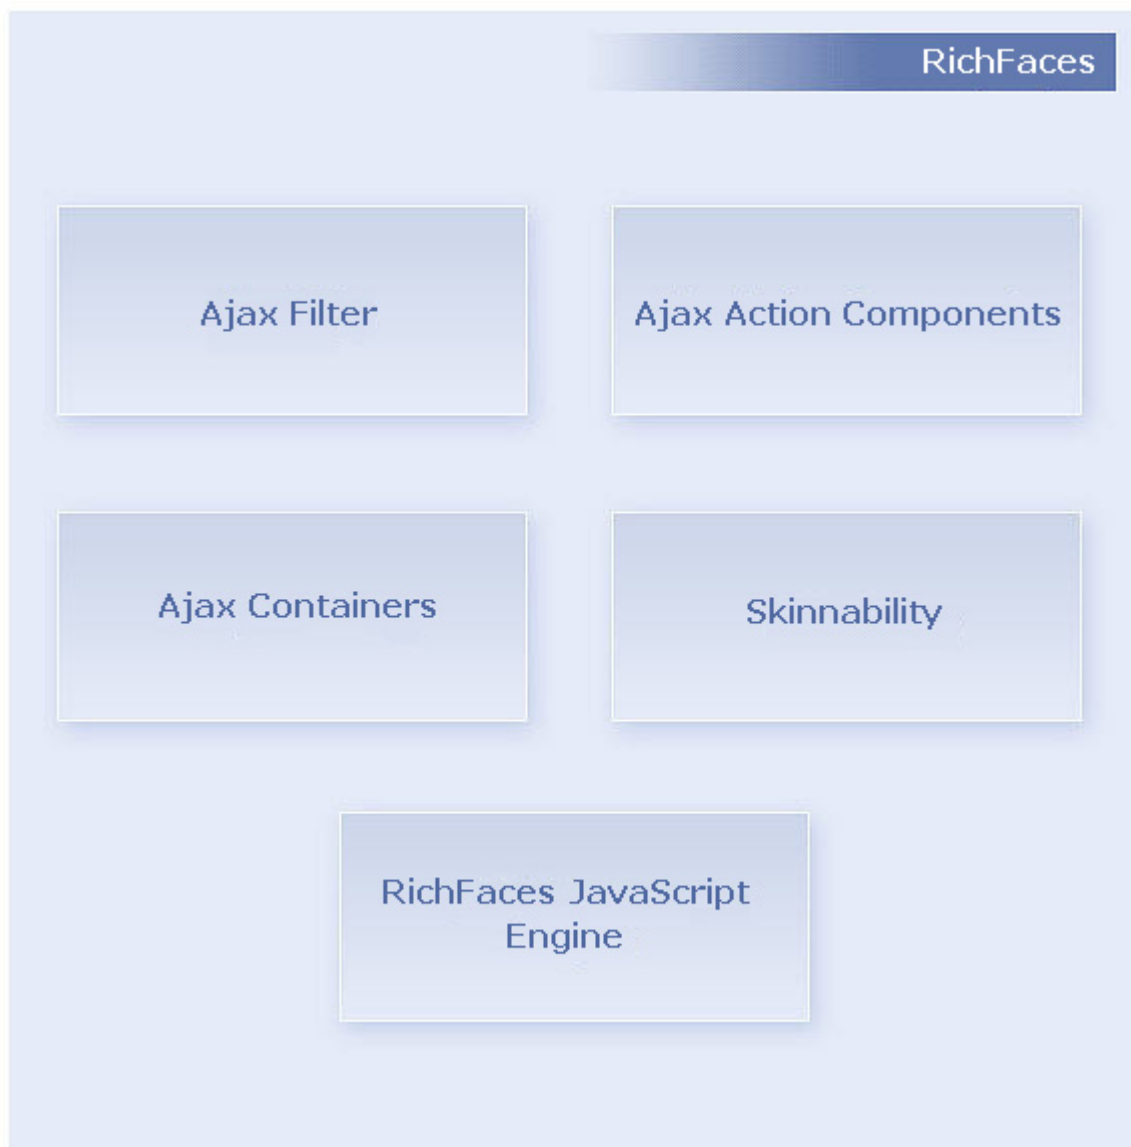 RichFaces
Ajax Filter
Ajax Action Components
Ajax Containers
Skinnability
RichFaces JavaScript
Engine